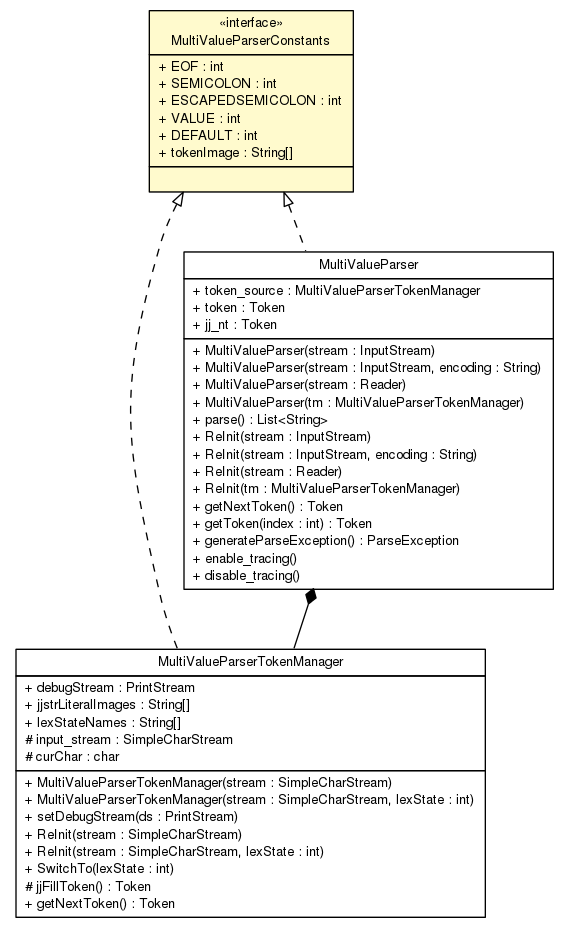 «interface»
MultiValueParserConstants
+ EOF : int
+ SEMICOLON : int
+ ESCAPEDSEMICOLON : int
+ VALUE : int
+ DEFAULT : int
+ tokenImage : String[]
MultiValueParser
+ token_source : MultiValueParserTokenManager
+ token : Token
+ jj_nt : Token
+ MultiValueParser(stream : InputStream)
+ MultiValueParser(stream : InputStream, encoding : String)
+ MultiValueParser(stream : Reader)
+ MultiValueParser(tm : MultiValueParserTokenManager)
+ parse() : List<String>
+ ReInit(stream : InputStream)
+ ReInit(stream : InputStream, encoding : String)
+ ReInit(stream : Reader)
+ ReInit(tm : MultiValueParserTokenManager)
+ getNextToken() : Token
+ getToken(index : int) : Token
+ generateParseException() : ParseException
+ enable_tracing()
+ disable_tracing()
MultiValueParserTokenManager
+ debugStream : PrintStream
+ jjstrLiteralImages : String[]
+ lexStateNames : String[]
# input_stream : SimpleCharStream
# curChar : char
+ MultiValueParserTokenManager(stream : SimpleCharStream)
+ MultiValueParserTokenManager(stream : SimpleCharStream, lexState : int)
+ setDebugStream(ds : PrintStream)
+ ReInit(stream : SimpleCharStream)
+ ReInit(stream : SimpleCharStream, lexState : int)
+ SwitchTo(lexState : int)
# jjFillToken() : Token
+ getNextToken() : Token